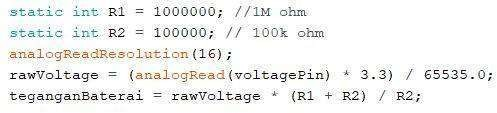 static int R1 = 1000000; //1M ohm
static int R2 = 100000; // 100k ohm
analogReadResolution(16);
rawVoltage = (analogRead(voltagePin) * 3.3) / 65535.0;
teganganBaterai = rawVoltage * (R1 + R2) / R2;